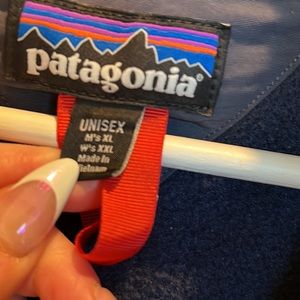 patagonia®
UNISEX
M's XL
W's XXL
Made in
Vietnam